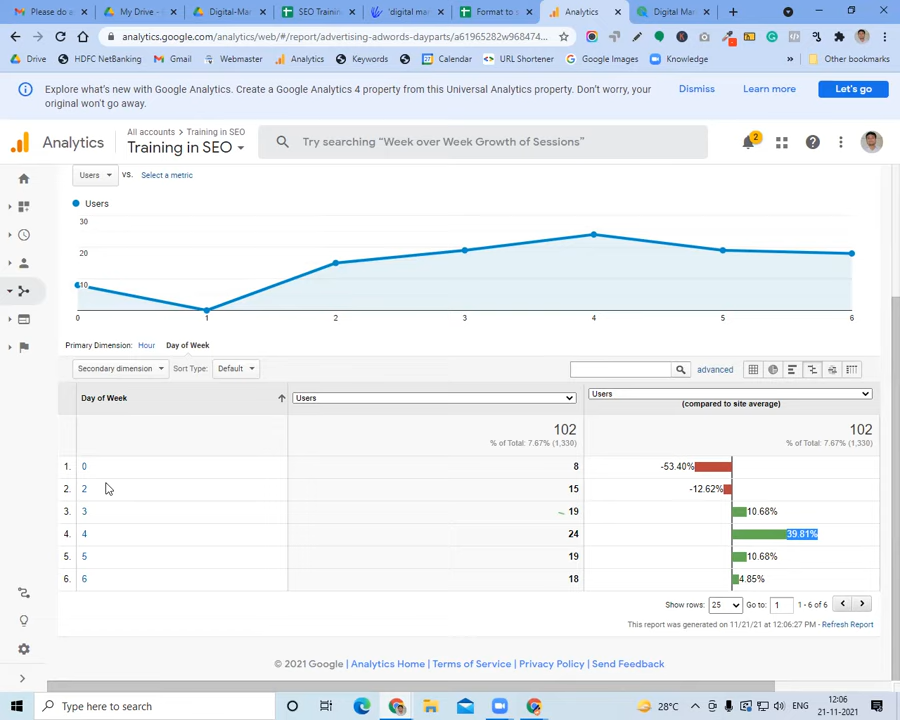 Please do a
My Drive -
Digital-Mar
SEO Trainin
'digital mar
Format to s
Analytics
Digital Mar
analytics.google.com/analytics/web/#/report/advertising-adwords-dayparts/a61965282w968474...
Drive
HDFC NetBanking
Gmail
Webmaster
Analytics
Keywords
Calendar
URL Shortener
Google Images
Knowledge
»
Other bookmarks
Explore what's new with Google Analytics. Create a Google Analytics 4 property from this Universal Analytics property. Don't worry, your
original won't go away.
Dismiss
Learn more
Let's go
Analytics
All accounts > Training in SEO
Training in SEO
Try searching "Week over Week Growth of Sessions"
2
Users
VS.
Select a metric
Users
30
20
10
0 1 2 3 4 5 6
Primary Dimension: Hour Day of Week
Secondary dimension
Sort Type:
Default
advanced
Day of Week
Users
Users
(compared to site average)
102
% of Total: 7.67% (1,330)
102
% of Total: 7.67% (1,330)
1. 0 8 -53.40%
2. 2 15 -12.62%
3. 3 19 10.68%
4. 4 24 39.81%
5. 5 19 10.68%
6. 6 18 4.85%
Show rows: 25 Go to: 1 1 - 6 of 6
This report was generated on 11/21/21 at 12:06:27 PM - Refresh Report
© 2021 Google | Analytics Home | Terms of Service | Privacy Policy | Send Feedback
Type here to search
28°C
ENG
12:06
21-11-2021